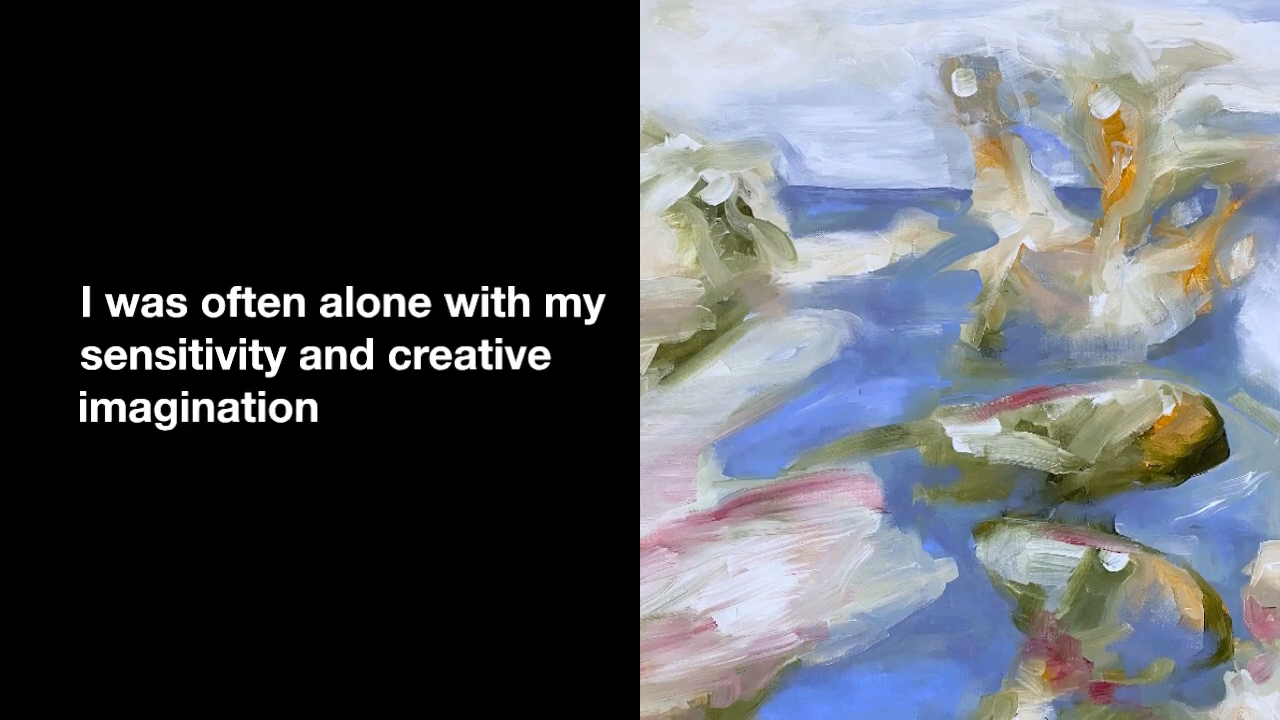 I was often alone with my
sensitivity and creative
imagination